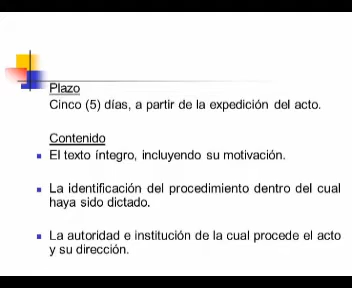 Plazo
Cinco (5) días, a partir de la expedición del acto.
Contenido
El texto íntegro, incluyendo su motivación.
La identificación del procedimiento dentro del cual
haya sido dictado.
La autoridad e institución de la cual procede el acto
y su dirección.